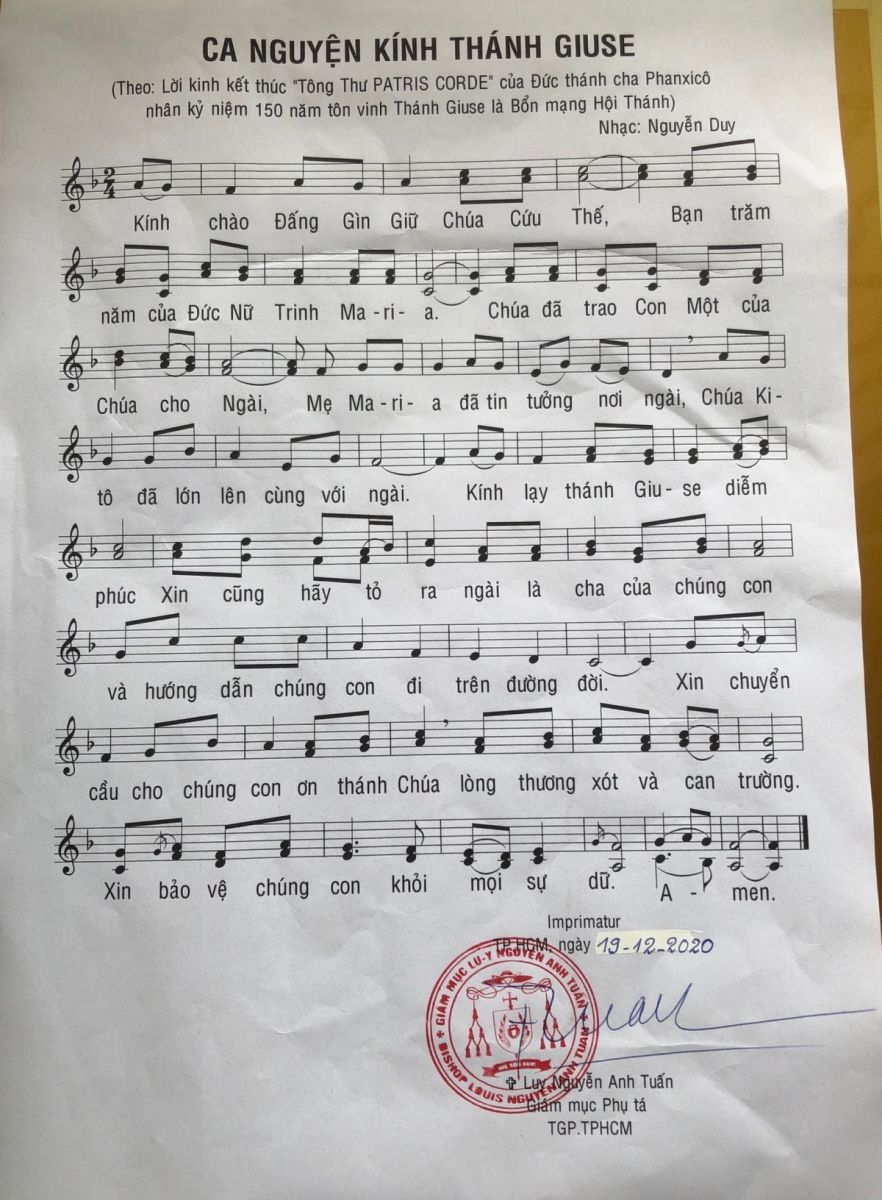 CA NGUYỆN KÍNH THÁNH GIUSE
(Theo: Lời kinh kết thúc "Tông Thư PATRIS CORDE" của Đức thánh cha Phanxicô
nhân kỷ niệm 150 năm tôn vinh Thánh Giuse là Bổn mạng Hội Thánh)
Nhạc: Nguyễn Duy
2
4
Kính chào Đấng Gìn Giữ Chúa Cứu Thế, Bạn trăm
năm của Đức Nữ Trinh Ma - ri - a. Chúa đã trao Con Một của
Chúa cho Ngài, Mẹ Ma - ri - a đã tin tưởng nơi ngài, Chúa Ki -
tô đã lớn lên cùng với ngài. Kính lạy thánh Giu - se diễm
phúc Xin cũng hãy tỏ ra ngài là cha của chúng con
và hướng dẫn chúng con đi trên đường đời. Xin chuyển
cầu cho chúng con ơn thánh Chúa lòng thương xót và can trường.
Xin bảo vệ chúng con khỏi mọi sự dữ. A - men.
Imprimatur
TP.HCM, ngày 19-12-2020
GIÁM MỤC LU-Y NGUYỄN ANH TUẤN
BISHOP LOUIS NGUYEN ANH TUAN
Luy Nguyễn Anh Tuấn
Giám mục Phụ tá
TGP.TPHCM